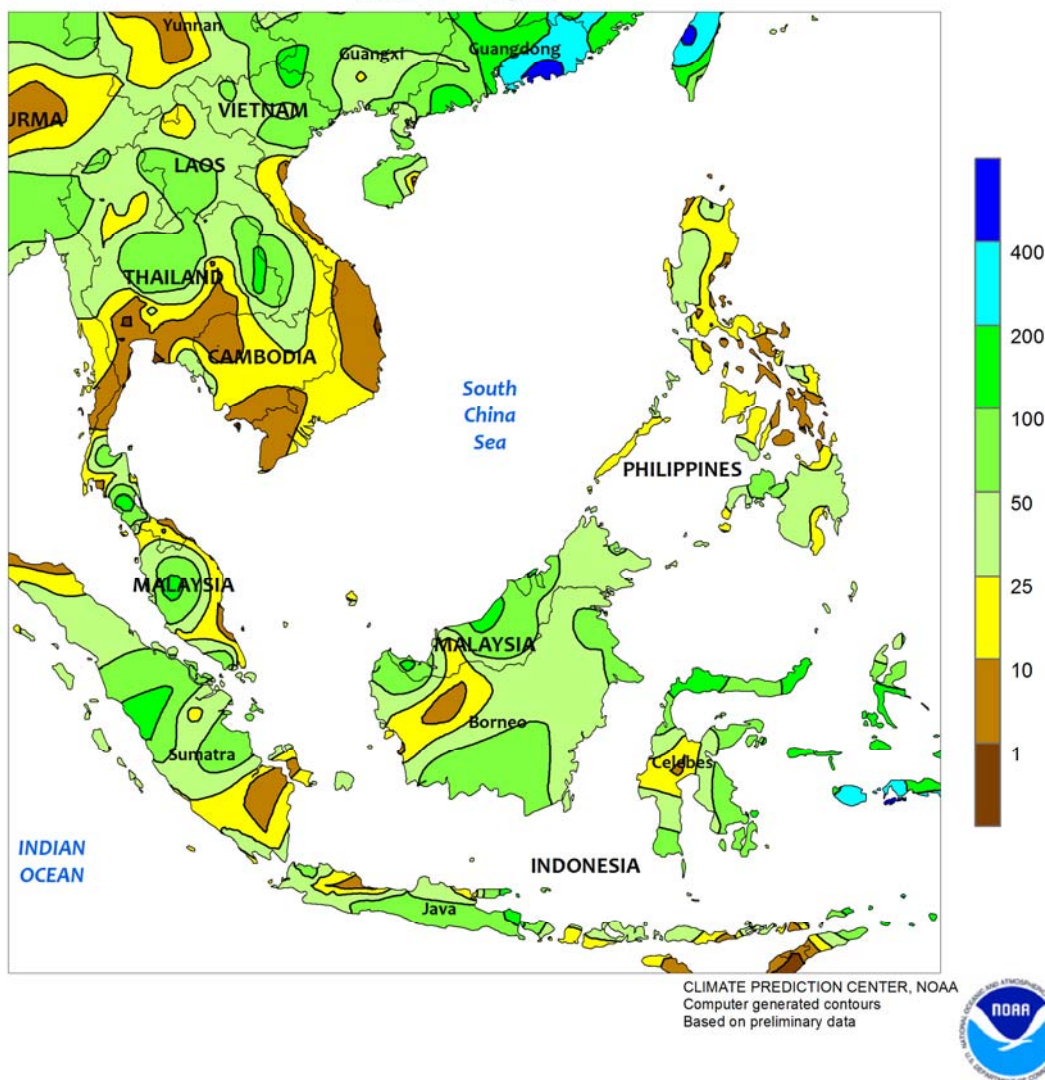 Yunnan
Guangxi
Guangdong
URMA
VIETNAM
LAOS
THAILAND
CAMBODIA
South
China
Sea
PHILIPPINES
MALAYSIA
MALAYSIA
Borneo
Sumatra
Celebes
INDIAN
OCEAN
INDONESIA
Java
400
200
100
50
25
10
1
CLIMATE PREDICTION CENTER, NOAA
Computer generated contours
Based on preliminary data
NOAA